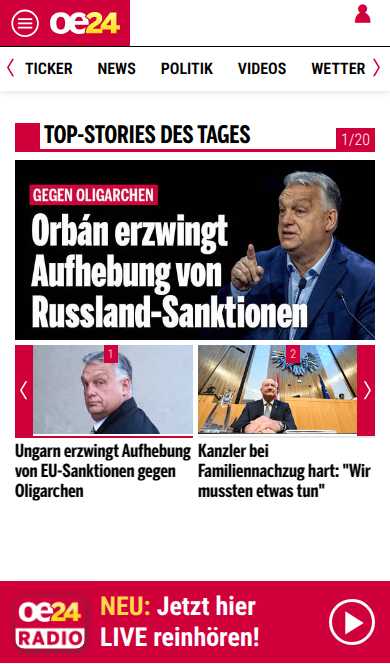 oe24
TICKER NEWS POLITIK VIDEOS WETTER
TOP-STORIES DES TAGES
1/20
GEGEN OLIGARCHEN
Orbán erzwingt
Aufhebung von
Russland-Sanktionen
1
2
Ungarn erzwingt Aufhebung
von EU-Sanktionen gegen
Oligarchen
Kanzler bei
Familiennachzug hart: "Wir
mussten etwas tun"
oe24
RADIO
NEU: Jetzt hier
LIVE reinhören!